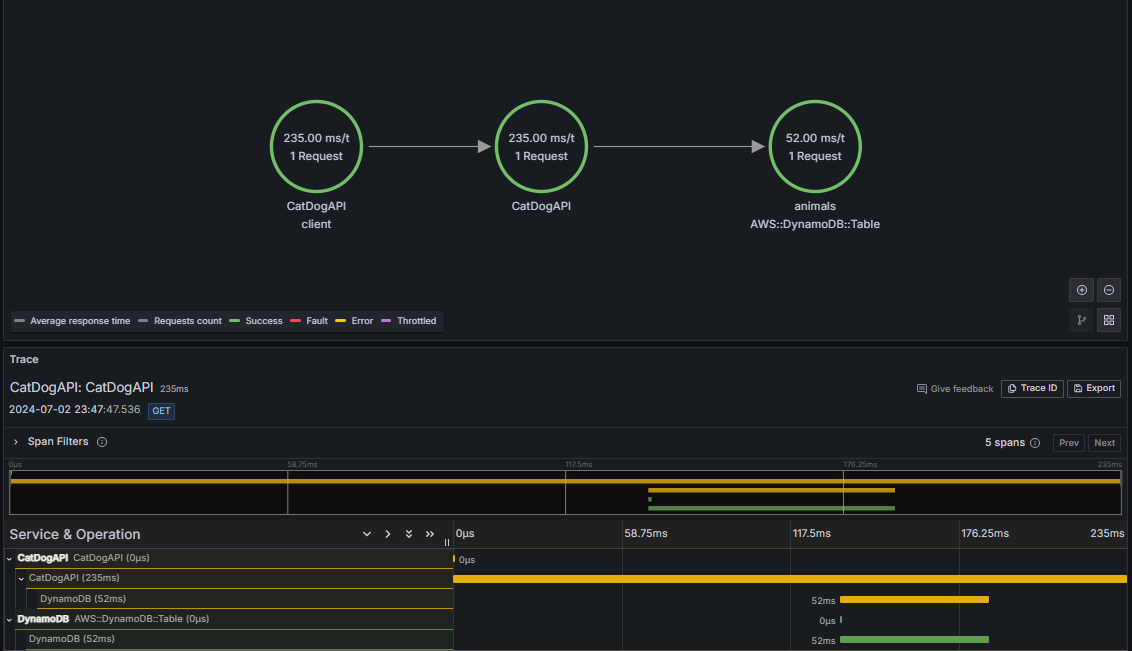 235.00 ms/t
1 Request
CatDogAPI
client
235.00 ms/t
1 Request
CatDogAPI
52.00 ms/t
1 Request
animals
AWS::DynamoDB::Table
Average response time Requests count Success Fault Error Throttled
Trace
CatDogAPI: CatDogAPI 235ms
Give feedback Trace ID Export
2024-07-02 23:47:47.536 GET
Span Filters
5 spans Prev Next
0μs 58.75ms 117.5ms 176.25ms 235ms
Service & Operation 0μs 58.75ms 117.5ms 176.25ms 235ms
CatDogAPI CatDogAPI (0μs) 0μs
CatDogAPI (235ms)
DynamoDB (52ms) 52ms
DynamoDB AWS::DynamoDB::Table (0μs) 0μs
DynamoDB (52ms) 52ms